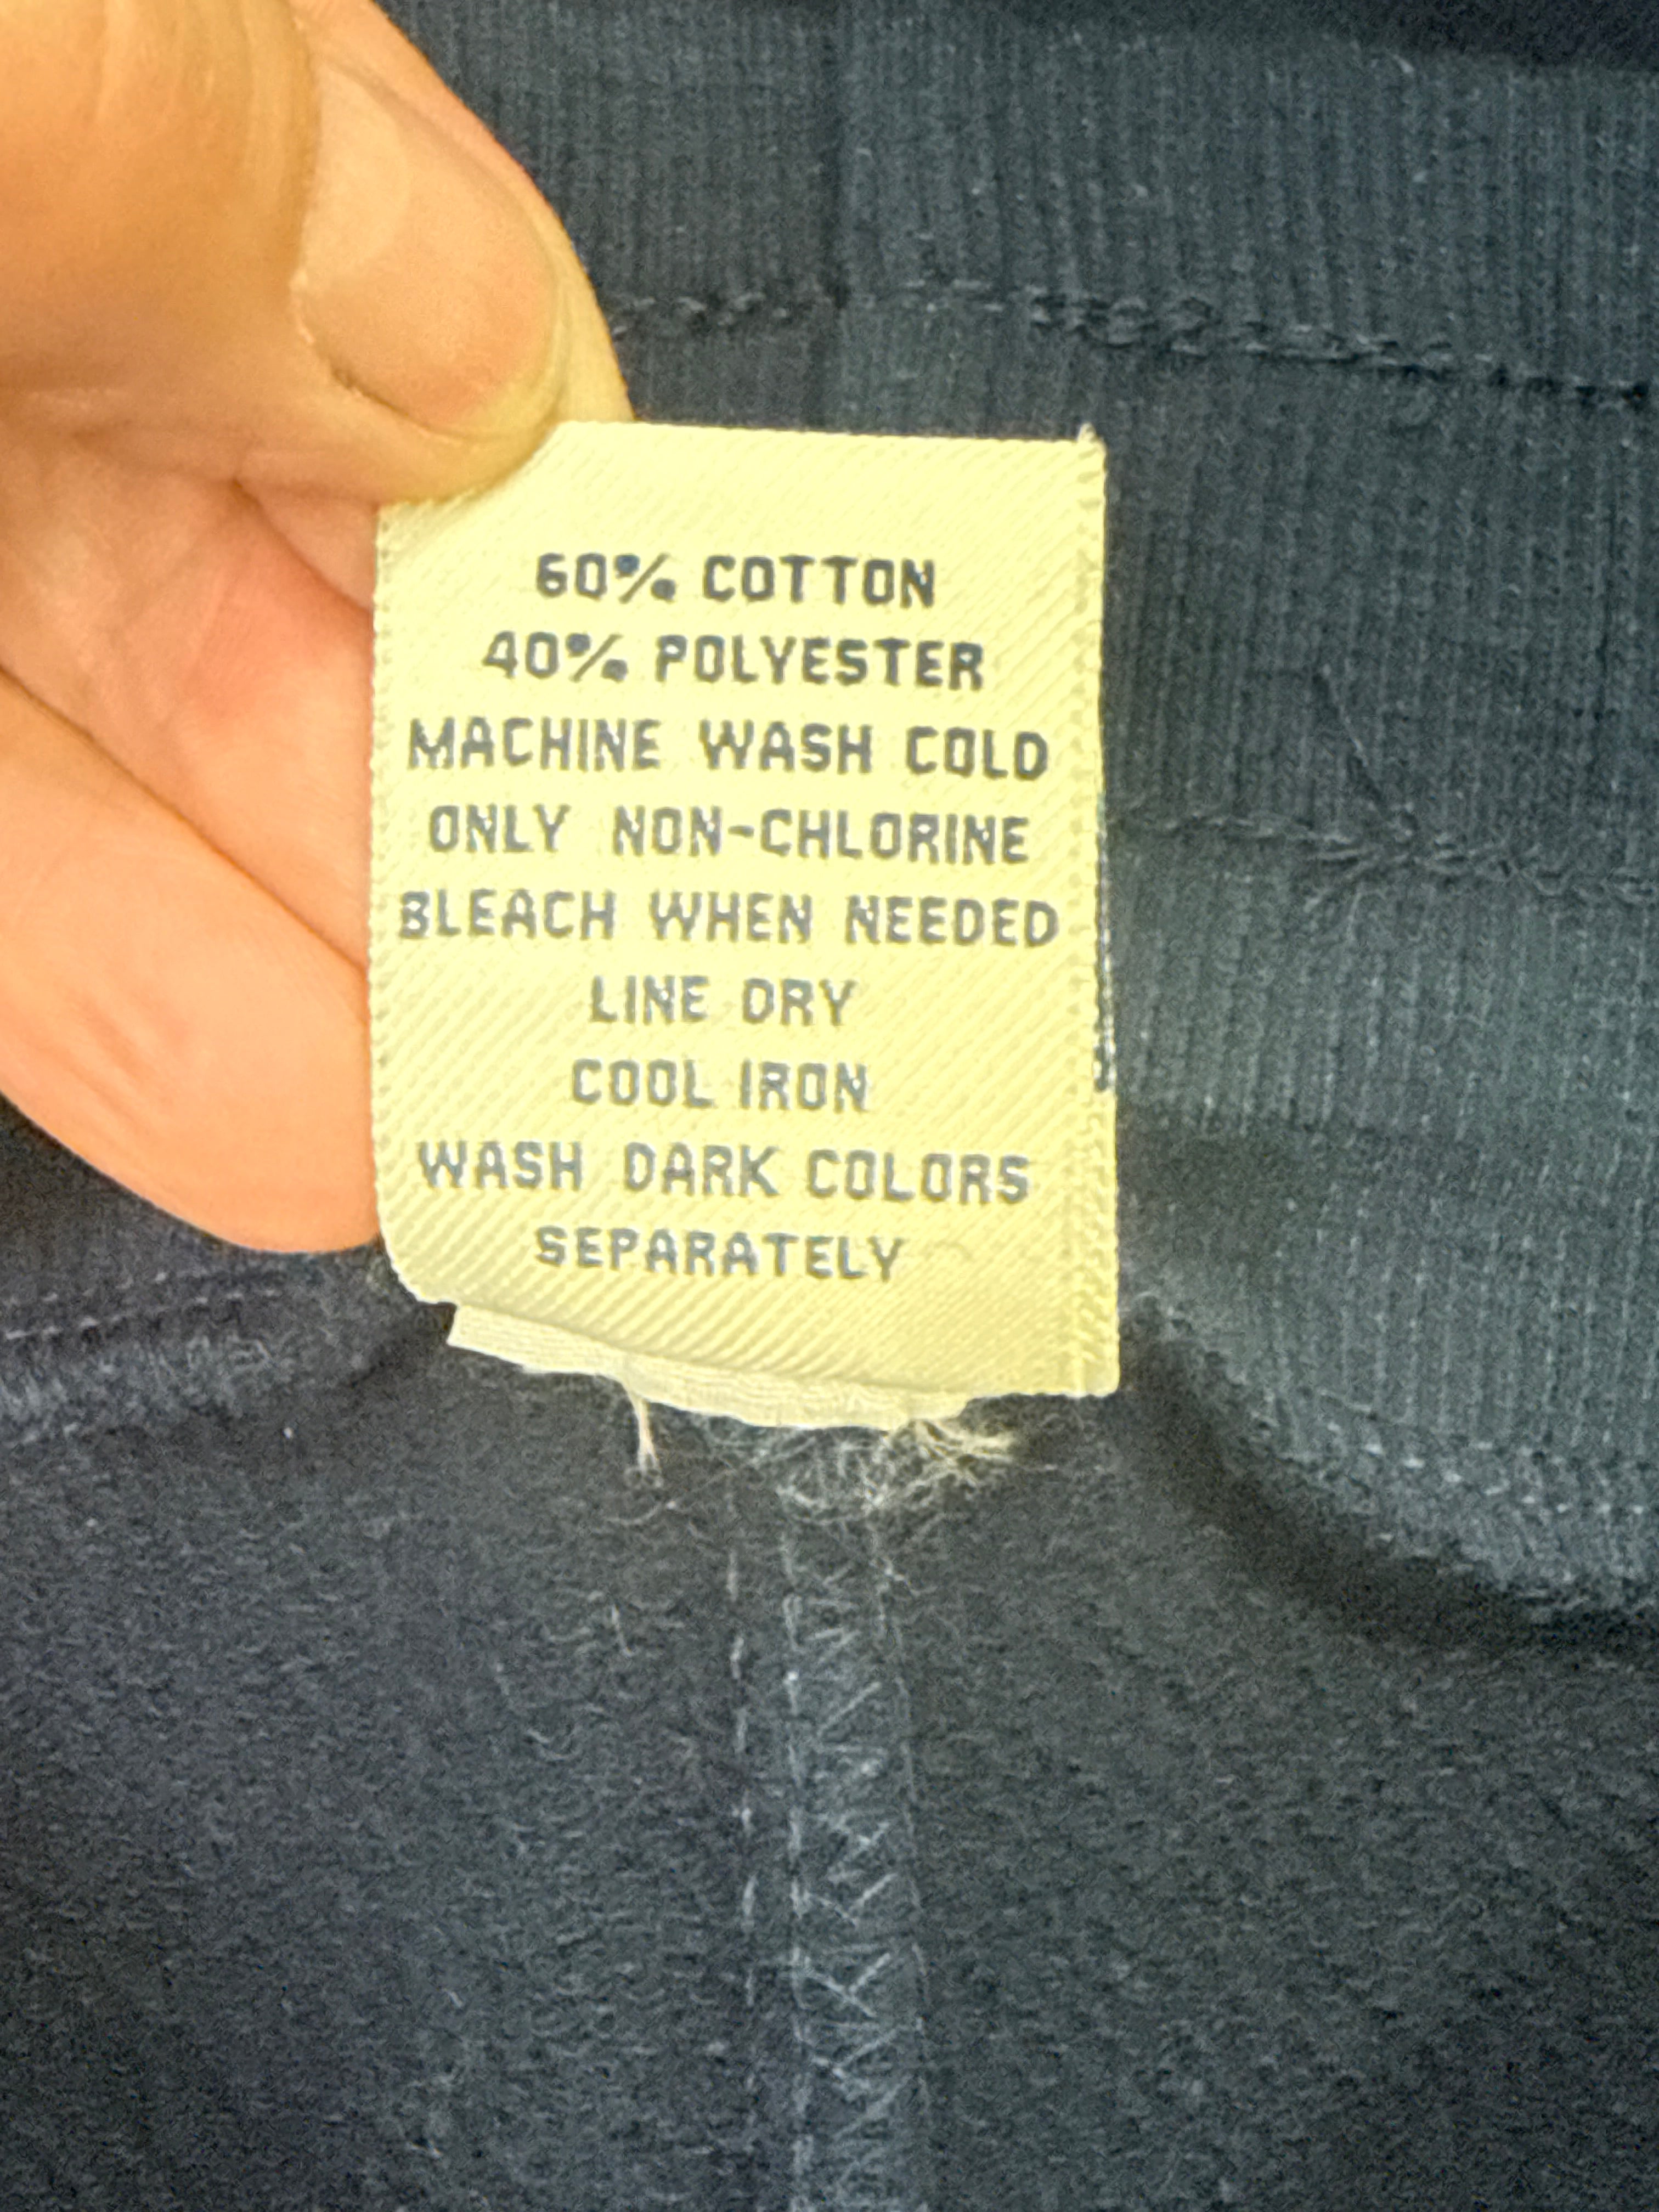 60% COTTON
40% POLYESTER
MACHINE WASH COLD
ONLY NON-CHLORINE
BLEACH WHEN NEEDED
LINE DRY
COOL IRON
WASH DARK COLORS
SEPARATELY